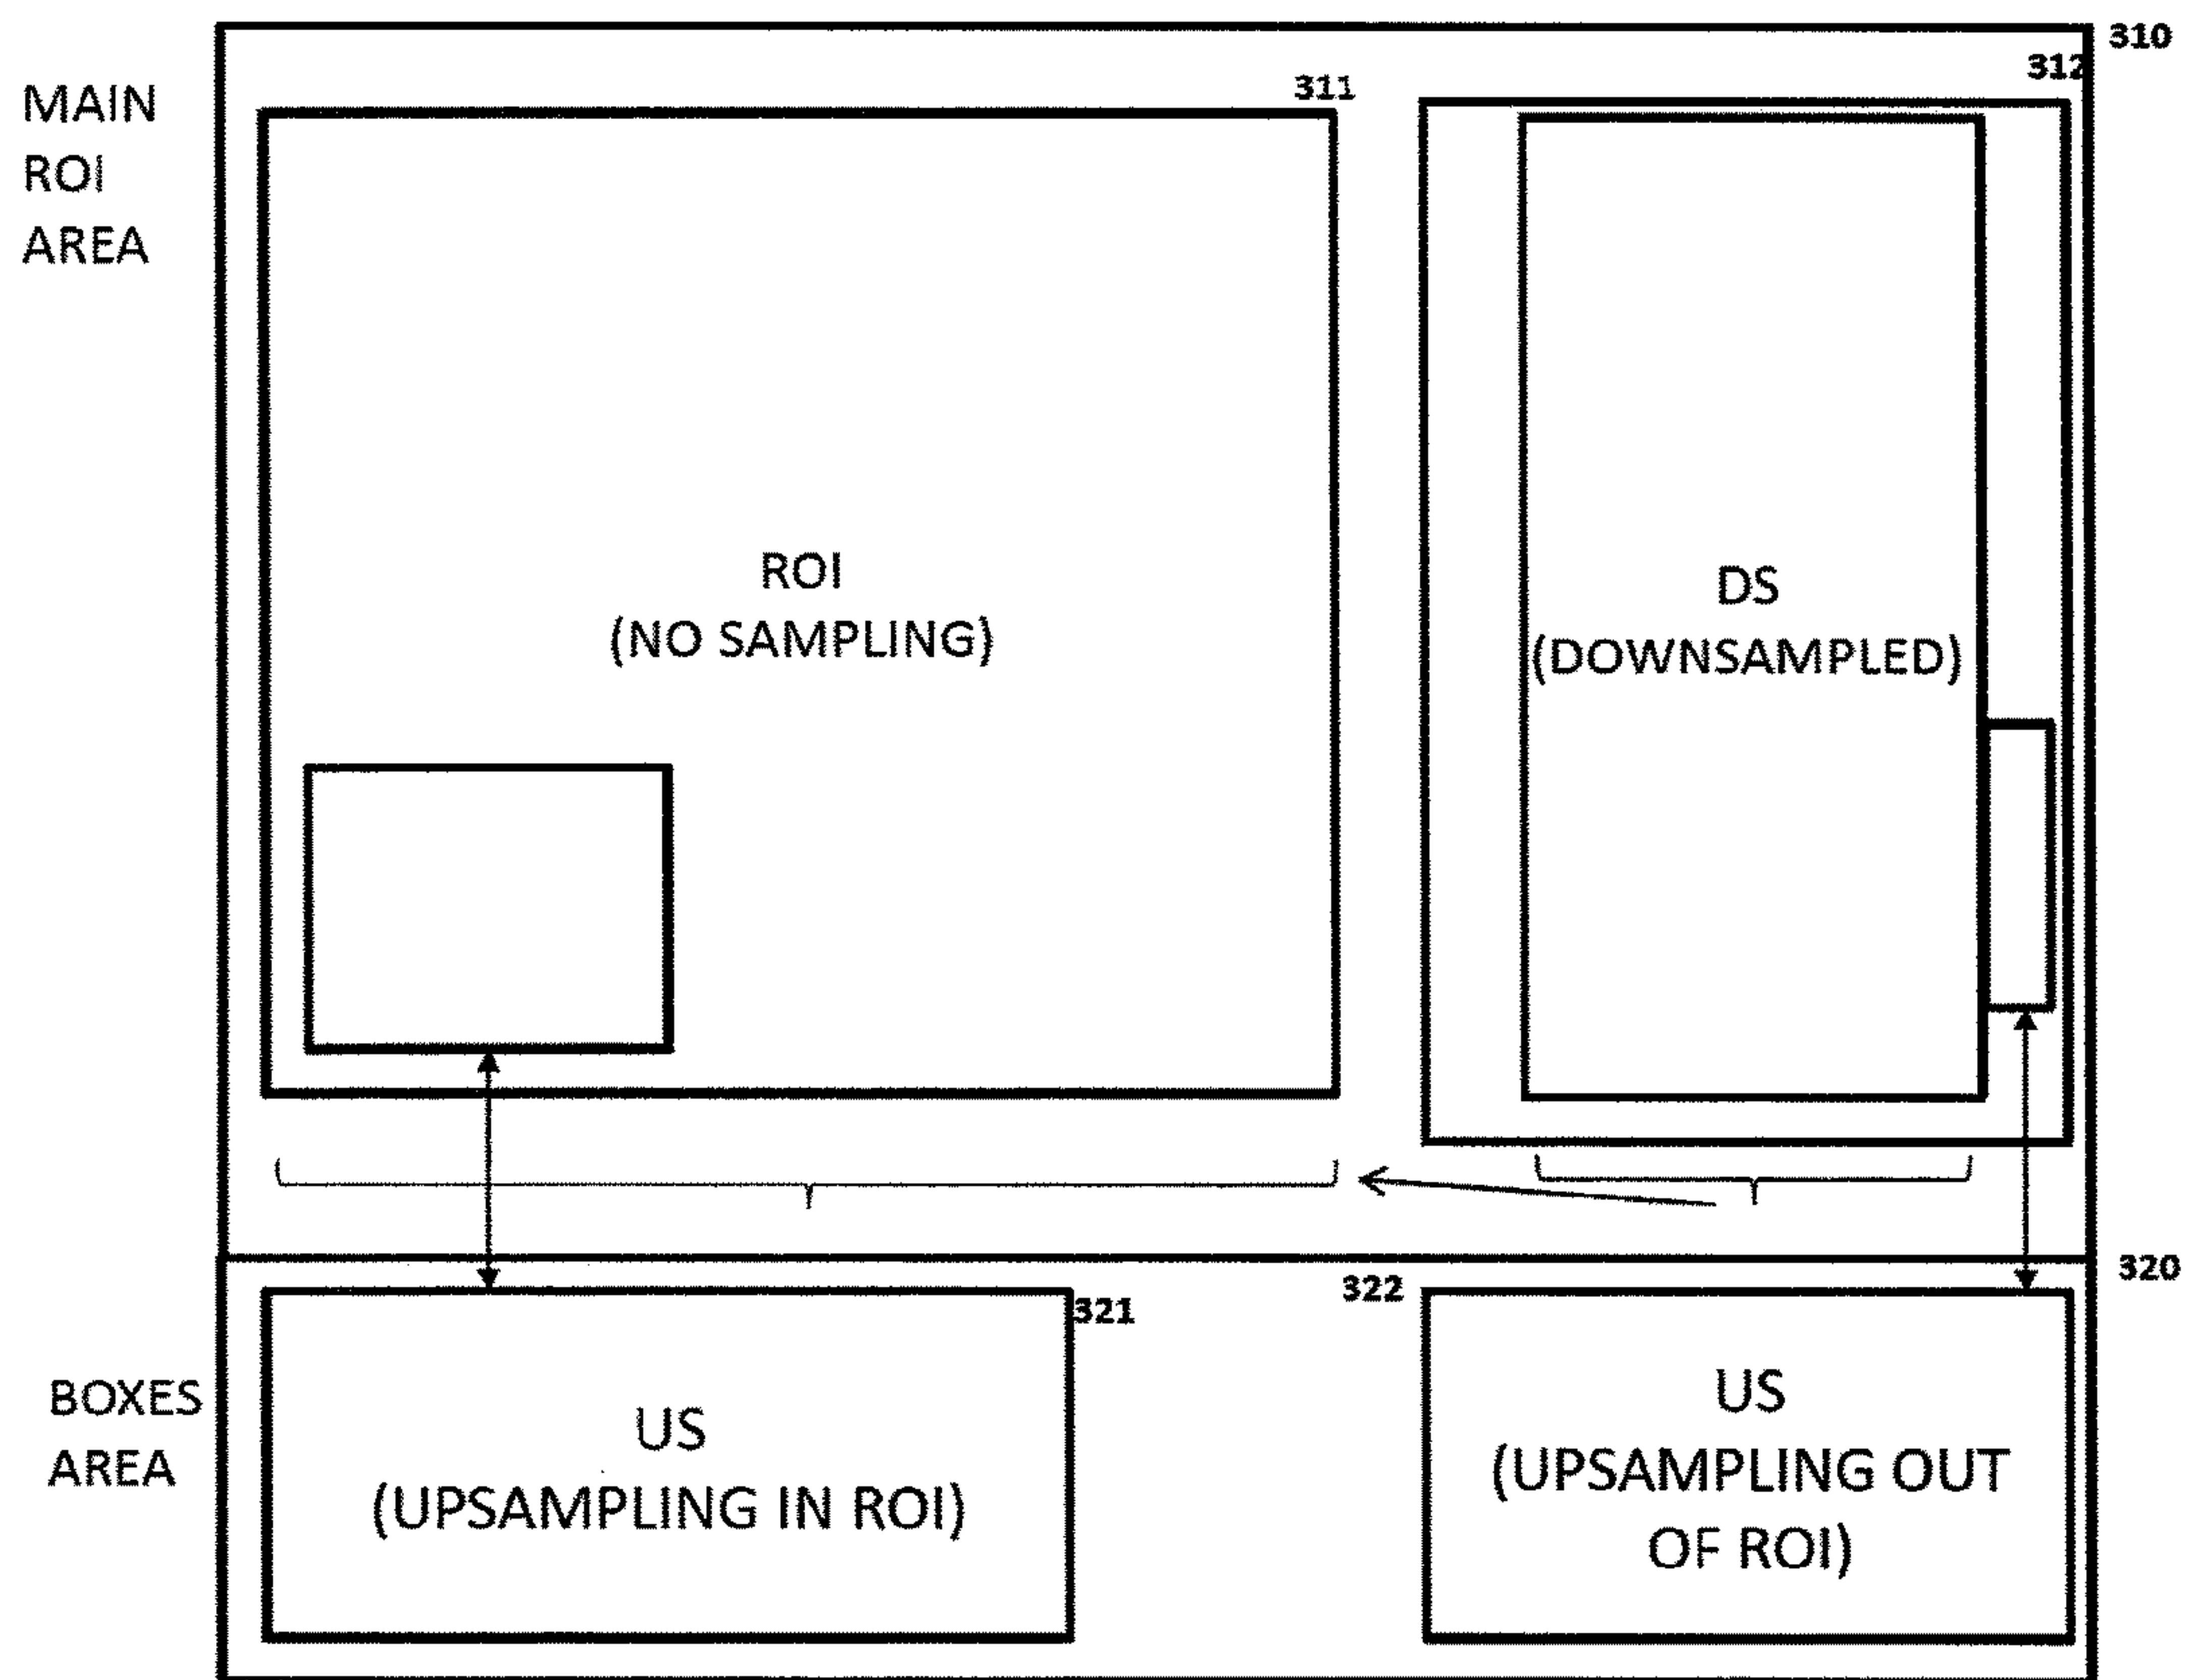 310
312
311
MAIN
ROI
AREA
ROI
(NO SAMPLING)
DS
(DOWNSAMPLED)
320
322
321
BOXES
AREA
US
(UPSAMPLING IN ROI)
US
(UPSAMPLING OUT
OF ROI)